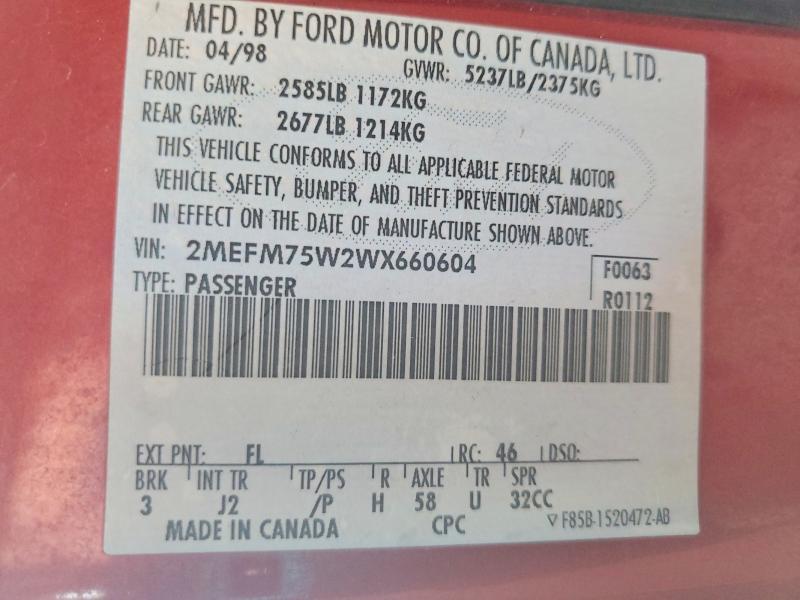 MFD. BY FORD MOTOR CO. OF CANADA, LTD.
DATE: 04/98 GVWR: 5237LB/2375KG
FRONT GAWR: 2585LB 1172KG
REAR GAWR: 2677LB 1214KG
THIS VEHICLE CONFORMS TO ALL APPLICABLE FEDERAL MOTOR
VEHICLE SAFETY, BUMPER, AND THEFT PREVENTION STANDARDS
IN EFFECT ON THE DATE OF MANUFACTURE SHOWN ABOVE.
VIN: 2MEFM75W2WX660604 F0063
TYPE: PASSENGER R0112
EXT PNT: FL RC: 46 DSO:
BRK INT TR TP/PS R AXLE TR SPR
3 J2 /P H 58 U 32CC
MADE IN CANADA CPC ▽ F85B-1520472-AB